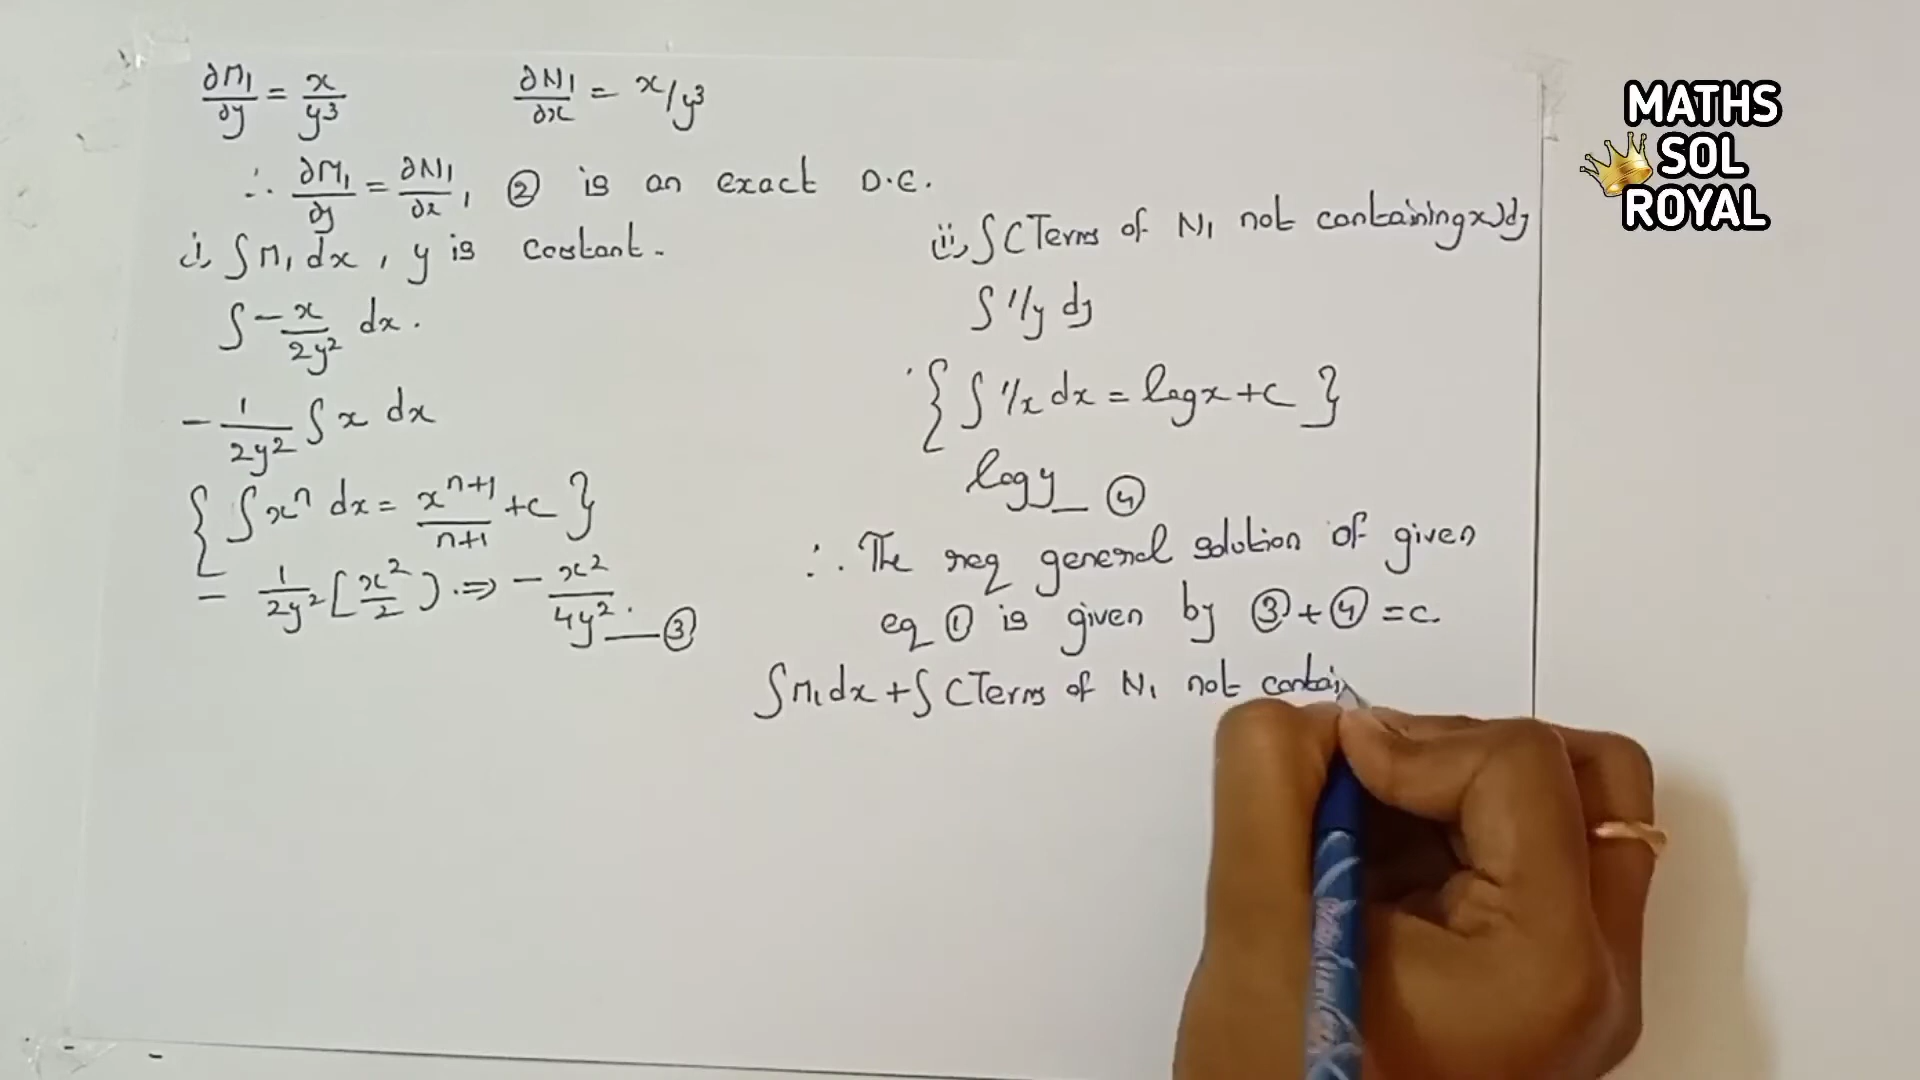 ∂M₁/∂y = x/y³    ∂N₁/∂x = x/y³
∴ ∂M₁/∂y = ∂N₁/∂x, ② is an exact D.E.
i, ∫M₁dx, y is costant.
∫ -x/2y² dx.
- 1/2y² ∫ x dx
{ ∫xⁿ dx = xⁿ⁺¹/n+1 + c }
- 1/2y² [x²/2) . ⇒ - x²/4y². — ③
ii, ∫(Terms of N₁ not containing x)dy
∫ 1/y dy
{ ∫ 1/x dx = log x + c }
log y — ④
∴ The req general solution of given
eq ① is given by ③ + ④ = c.
∫M₁dx + ∫(Terms of N₁ not contai
MATHS
SOL
ROYAL